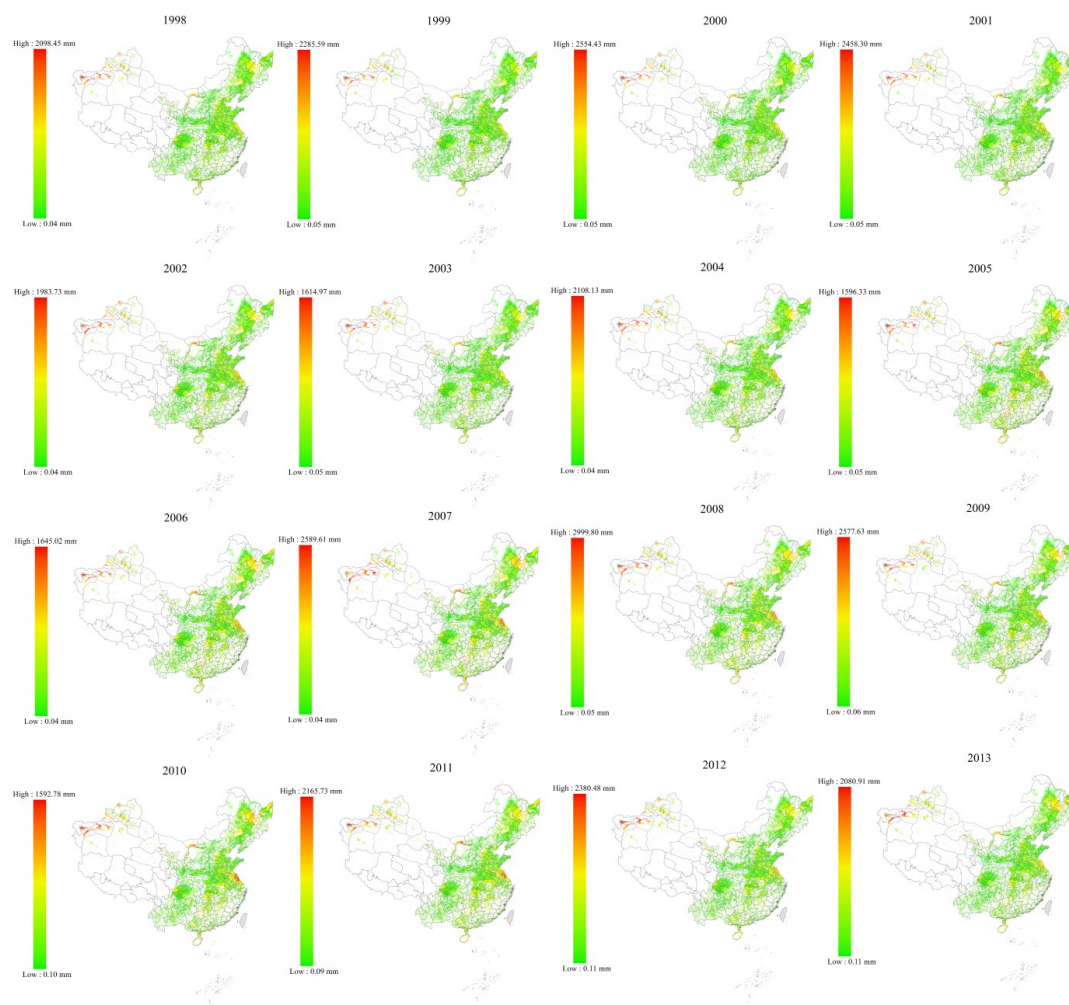 1998
High : 2098.45 mm
Low : 0.04 mm
1999
High : 2285.59 mm
Low : 0.05 mm
2000
High : 2554.43 mm
Low : 0.05 mm
2001
High : 2458.30 mm
Low : 0.05 mm
2002
High : 1983.73 mm
Low : 0.04 mm
2003
High : 1614.97 mm
Low : 0.05 mm
2004
High : 2108.13 mm
Low : 0.04 mm
2005
High : 1596.33 mm
Low : 0.05 mm
2006
High : 1645.02 mm
Low : 0.04 mm
2007
High : 2589.61 mm
Low : 0.04 mm
2008
High : 2999.80 mm
Low : 0.05 mm
2009
High : 2577.63 mm
Low : 0.06 mm
2010
High : 1592.78 mm
Low : 0.10 mm
2011
High : 2165.73 mm
Low : 0.09 mm
2012
High : 2380.48 mm
Low : 0.11 mm
2013
High : 2080.91 mm
Low : 0.11 mm